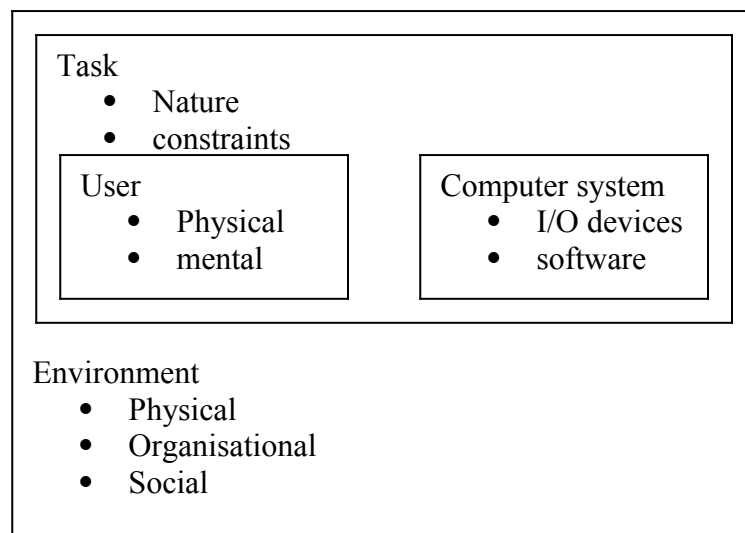 Task
• Nature
• constraints
User
• Physical
• mental
Computer system
• I/O devices
• software
Environment
• Physical
• Organisational
• Social